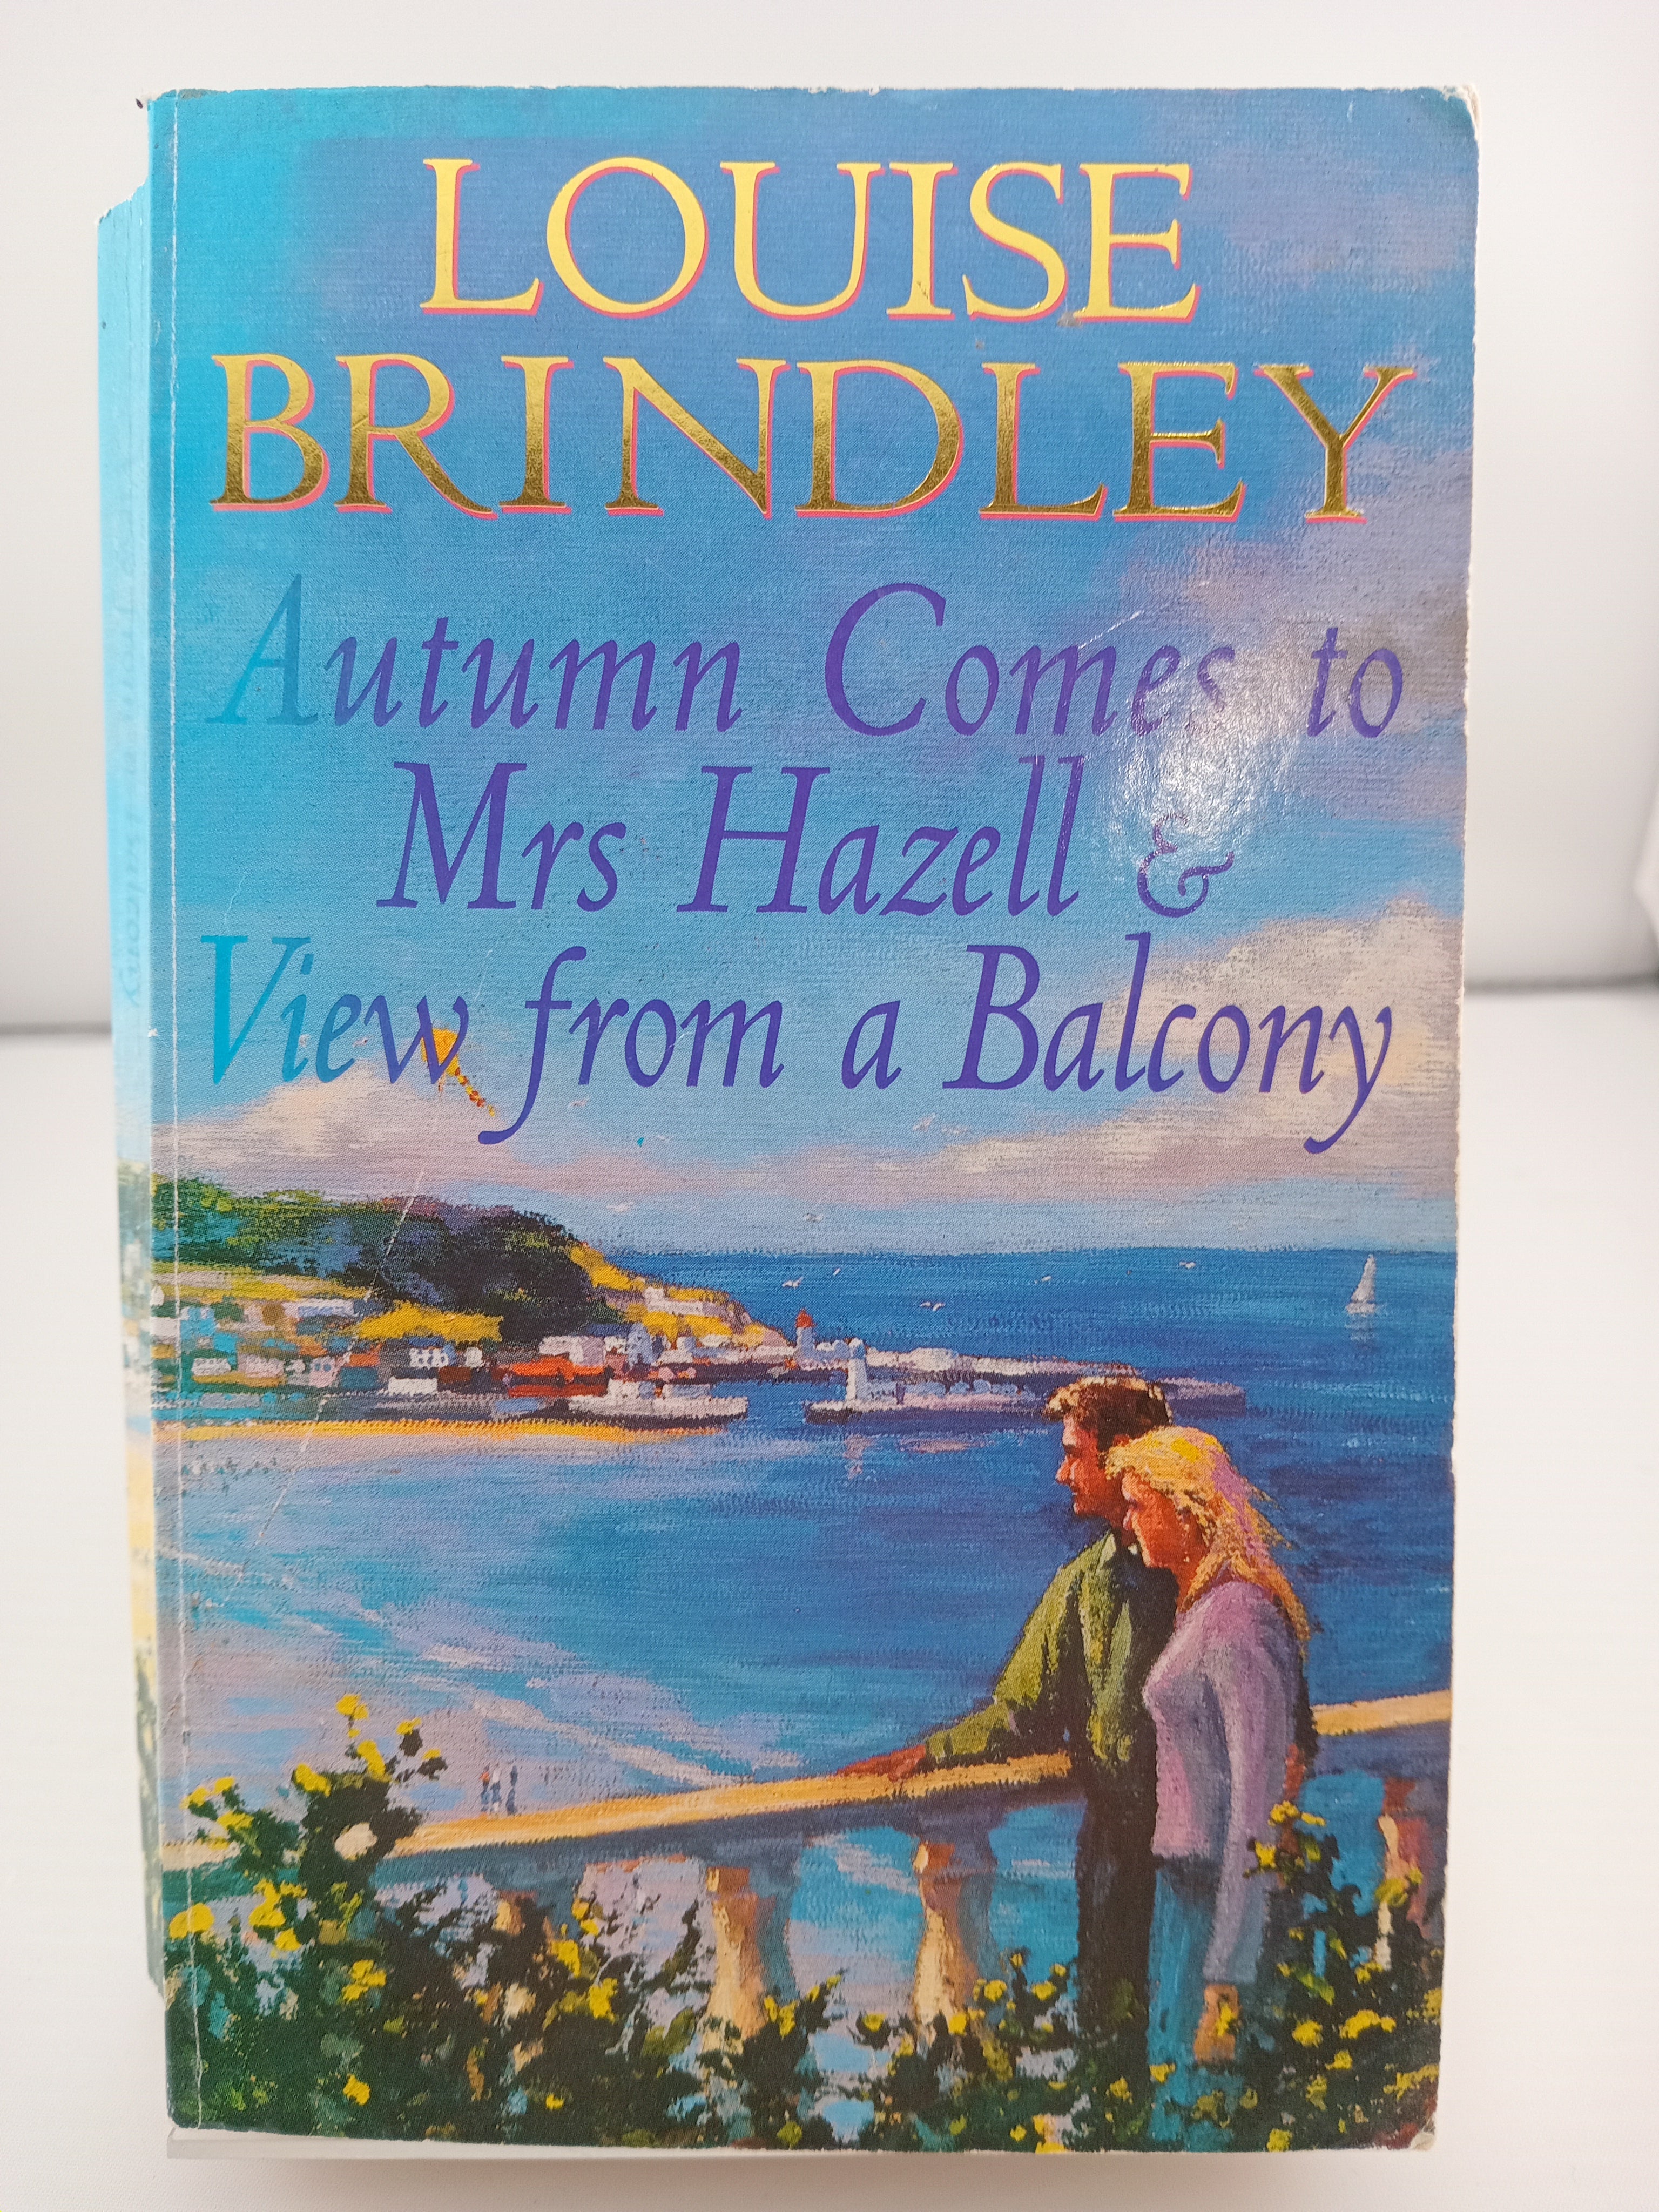 LOUISE
BRINDLEY
Autumn Comes to
Mrs Hazell &
View from a Balcony